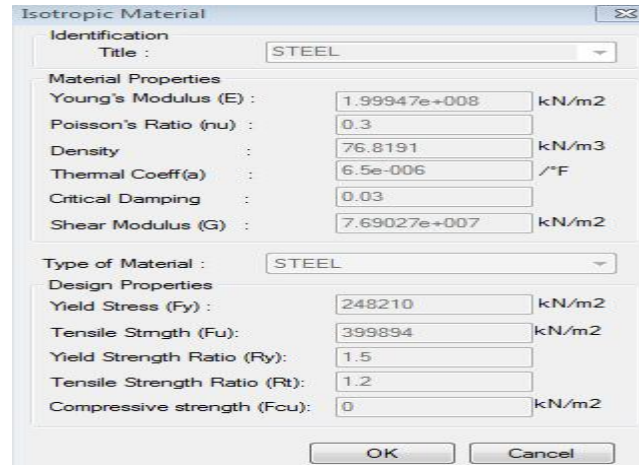 Isotropic Material
Identification
Title : STEEL
Material Properties
Young's Modulus (E) : 1.99947e+008 kN/m2
Poisson's Ratio (nu) : 0.3
Density : 76.8191 kN/m3
Thermal Coeff(a) : 6.5e-006 /°F
Critical Damping : 0.03
Shear Modulus (G) : 7.69027e+007 kN/m2
Type of Material : STEEL
Design Properties
Yield Stress (Fy) : 248210 kN/m2
Tensile Strngth (Fu): 399894 kN/m2
Yield Strength Ratio (Ry): 1.5
Tensile Strength Ratio (Rt): 1.2
Compressive strength (Fcu): 0 kN/m2
OK Cancel